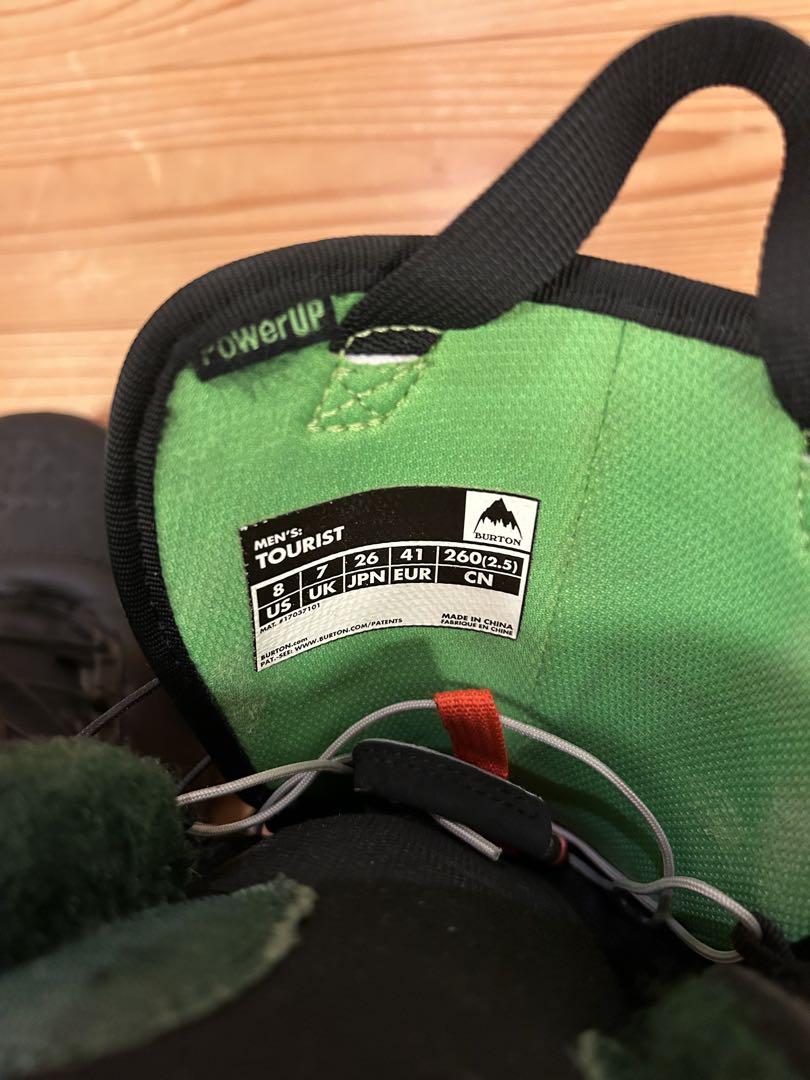 PowerUP
MEN'S:
TOURIST
BURTON
8 7 26 41 260(2.5)
US UK JPN EUR CN
MAT. #17037101
MADE IN CHINA
FABRIQUE EN CHINE
BURTON.com
PAT.-SEE: WWW.BURTON.COM/PATENTS